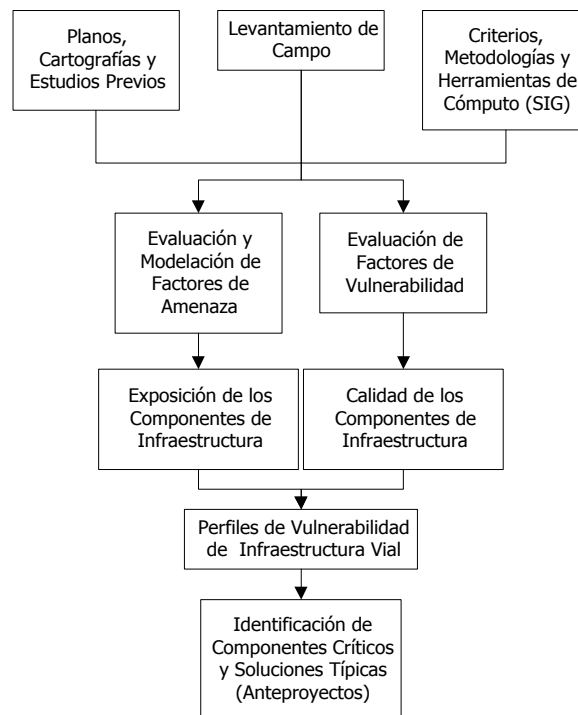 Planos,
Cartografías y
Estudios Previos
Levantamiento de
Campo
Criterios,
Metodologías y
Herramientas de
Cómputo (SIG)
Evaluación y
Modelación de
Factores de
Amenaza
Evaluación de
Factores de
Vulnerabilidad
Exposición de los
Componentes de
Infraestructura
Calidad de los
Componentes de
Infraestructura
Perfiles de Vulnerabilidad
de Infraestructura Vial
Identificación de
Componentes Críticos
y Soluciones Típicas
(Anteproyectos)